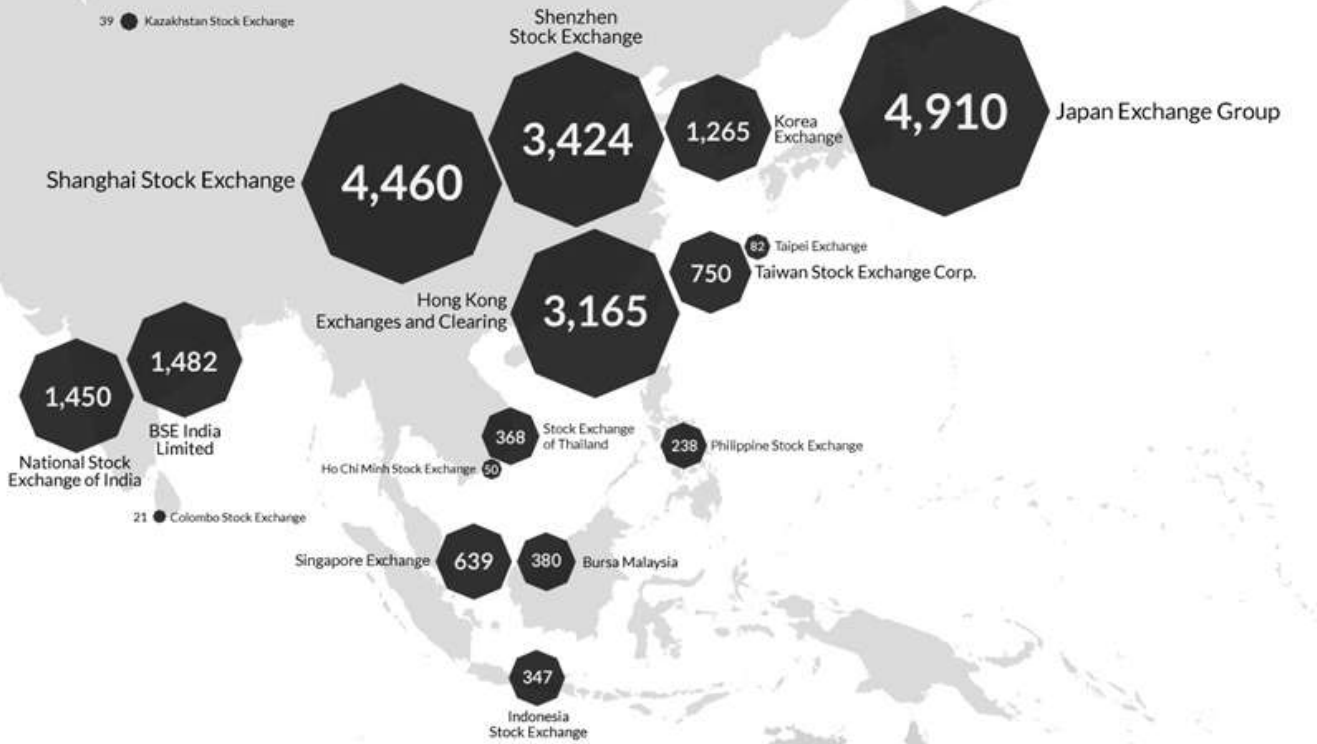 39 Kazakhstan Stock Exchange
Shenzhen
Stock Exchange
3,424
1,265
Korea
Exchange
4,910
Japan Exchange Group
Shanghai Stock Exchange
4,460
82 Taipei Exchange
750
Taiwan Stock Exchange Corp.
Hong Kong
Exchanges and Clearing
3,165
1,450
National Stock
Exchange of India
1,482
BSE India
Limited
368
Stock Exchange
of Thailand
Ho Chi Minh Stock Exchange 50
238
Philippine Stock Exchange
21 Colombo Stock Exchange
Singapore Exchange
639
380
Bursa Malaysia
347
Indonesia
Stock Exchange